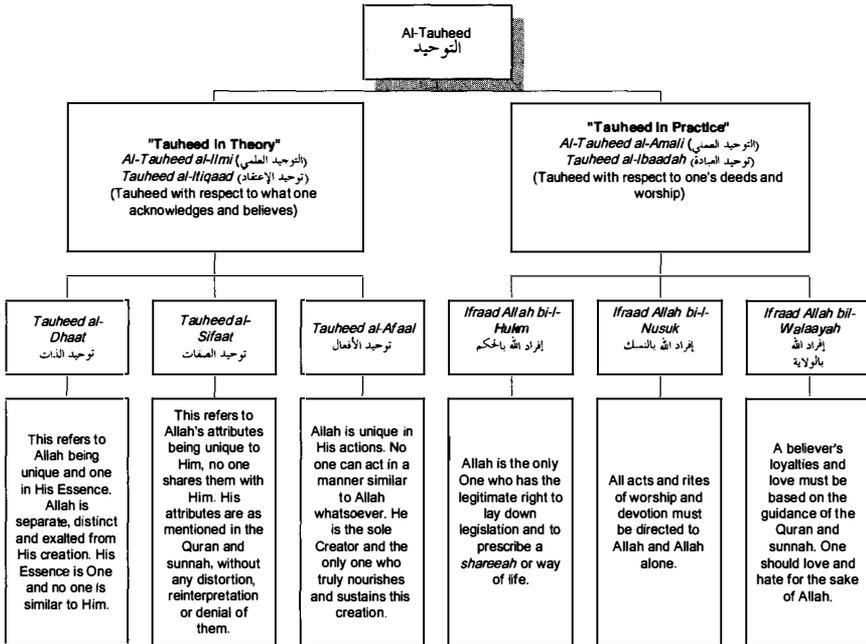 Al-Tauheed
التوحيد
"Tauheed in Theory"
Al-Tauheed al-Ilmi (التوحيد العلمي)
Tauheed al-Itiqaad (توحيد الإعتقاد)
(Tauheed with respect to what one
acknowledges and believes)
"Tauheed in Practice"
Al-Tauheed al-Amali (التوحيد العملي)
Tauheed al-Ibaadah (توحيد العبادة)
(Tauheed with respect to one's deeds and
worship)
Tauheed al-
Dhaat
توحيد الذات
Tauheed al-
Sifaat
توحيد الصفات
Tauheed al-Afaal
توحيد الأفعال
Ifraad Allah bi-l-
Hukm
إفراد الله بالحكم
Ifraad Allah bi-l-
Nusuk
إفراد الله بالنسك
Ifraad Allah bil-
Walaayah
إفراد الله
بالولاية
This refers to
Allah being
unique and one
in His Essence.
Allah is
separate, distinct
and exalted from
His creation. His
Essence is One
and no one is
similar to Him.
This refers to
Allah's attributes
being unique to
Him, no one
shares them with
Him. His
attributes are as
mentioned in the
Quran and
sunnah, without
any distortion,
reinterpretation
or denial of
them.
Allah is unique in
His actions. No
one can act in a
manner similar
to Allah
whatsoever. He
is the sole
Creator and the
only one who
truly nourishes
and sustains this
creation.
Allah is the only
One who has the
legitimate right to
lay down
legislation and to
prescribe a
shareeah or way
of life.
All acts and rites
of worship and
devotion must
be directed to
Allah and Allah
alone.
A believer's
loyalties and
love must be
based on the
guidance of the
Quran and
sunnah. One
should love and
hate for the sake
of Allah.